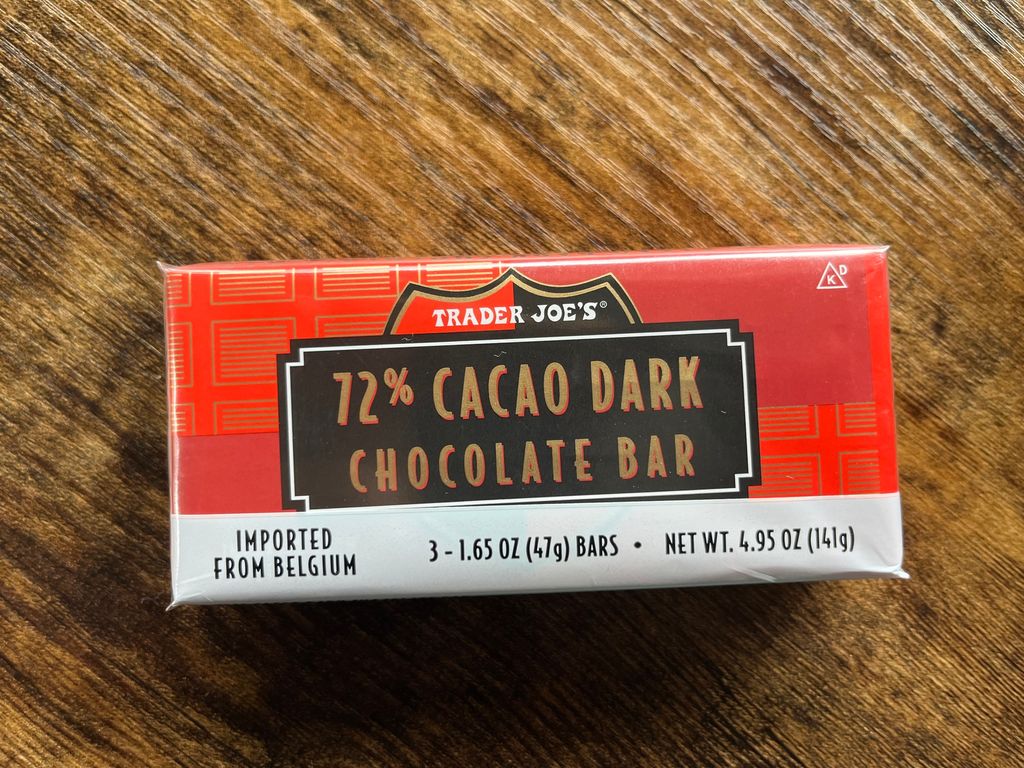 TRADER JOE'S®
72% CACAO DARK
CHOCOLATE BAR
IMPORTED
FROM BELGIUM
3 - 1.65 OZ (47g) BARS • NET WT. 4.95 OZ (141g)
K D